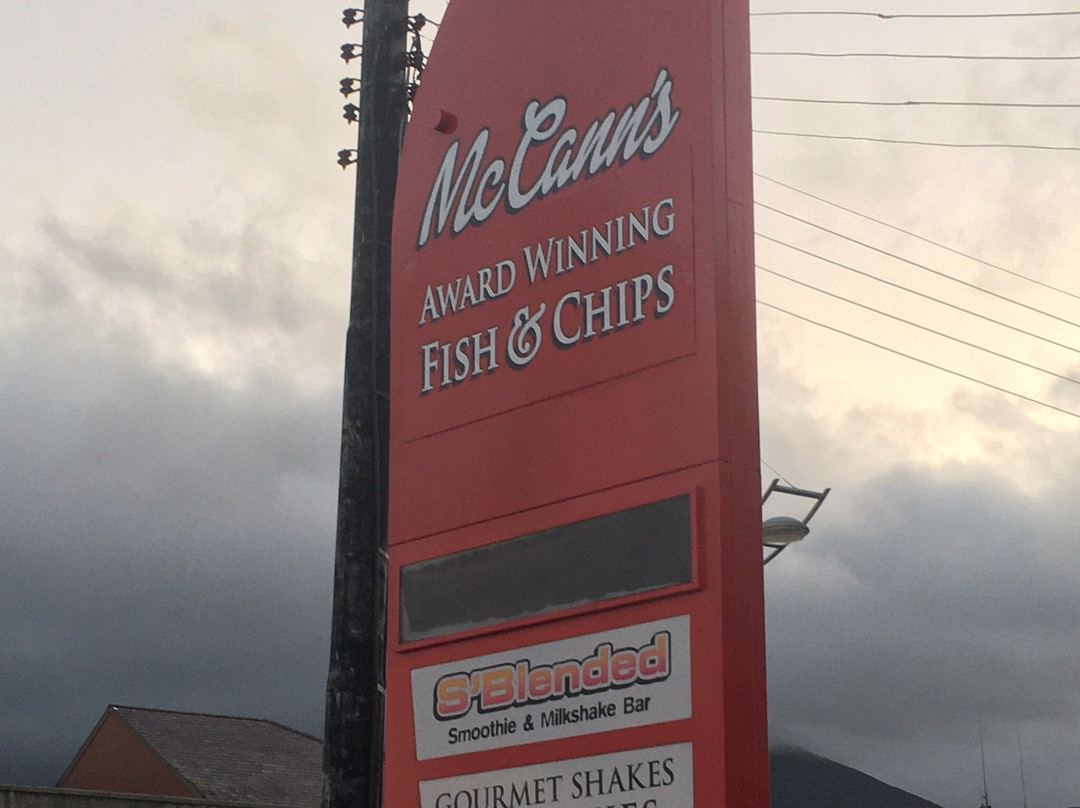 McCann's
AWARD WINNING
FISH & CHIPS
S'Blended
Smoothie & Milkshake Bar
GOURMET SHAKES